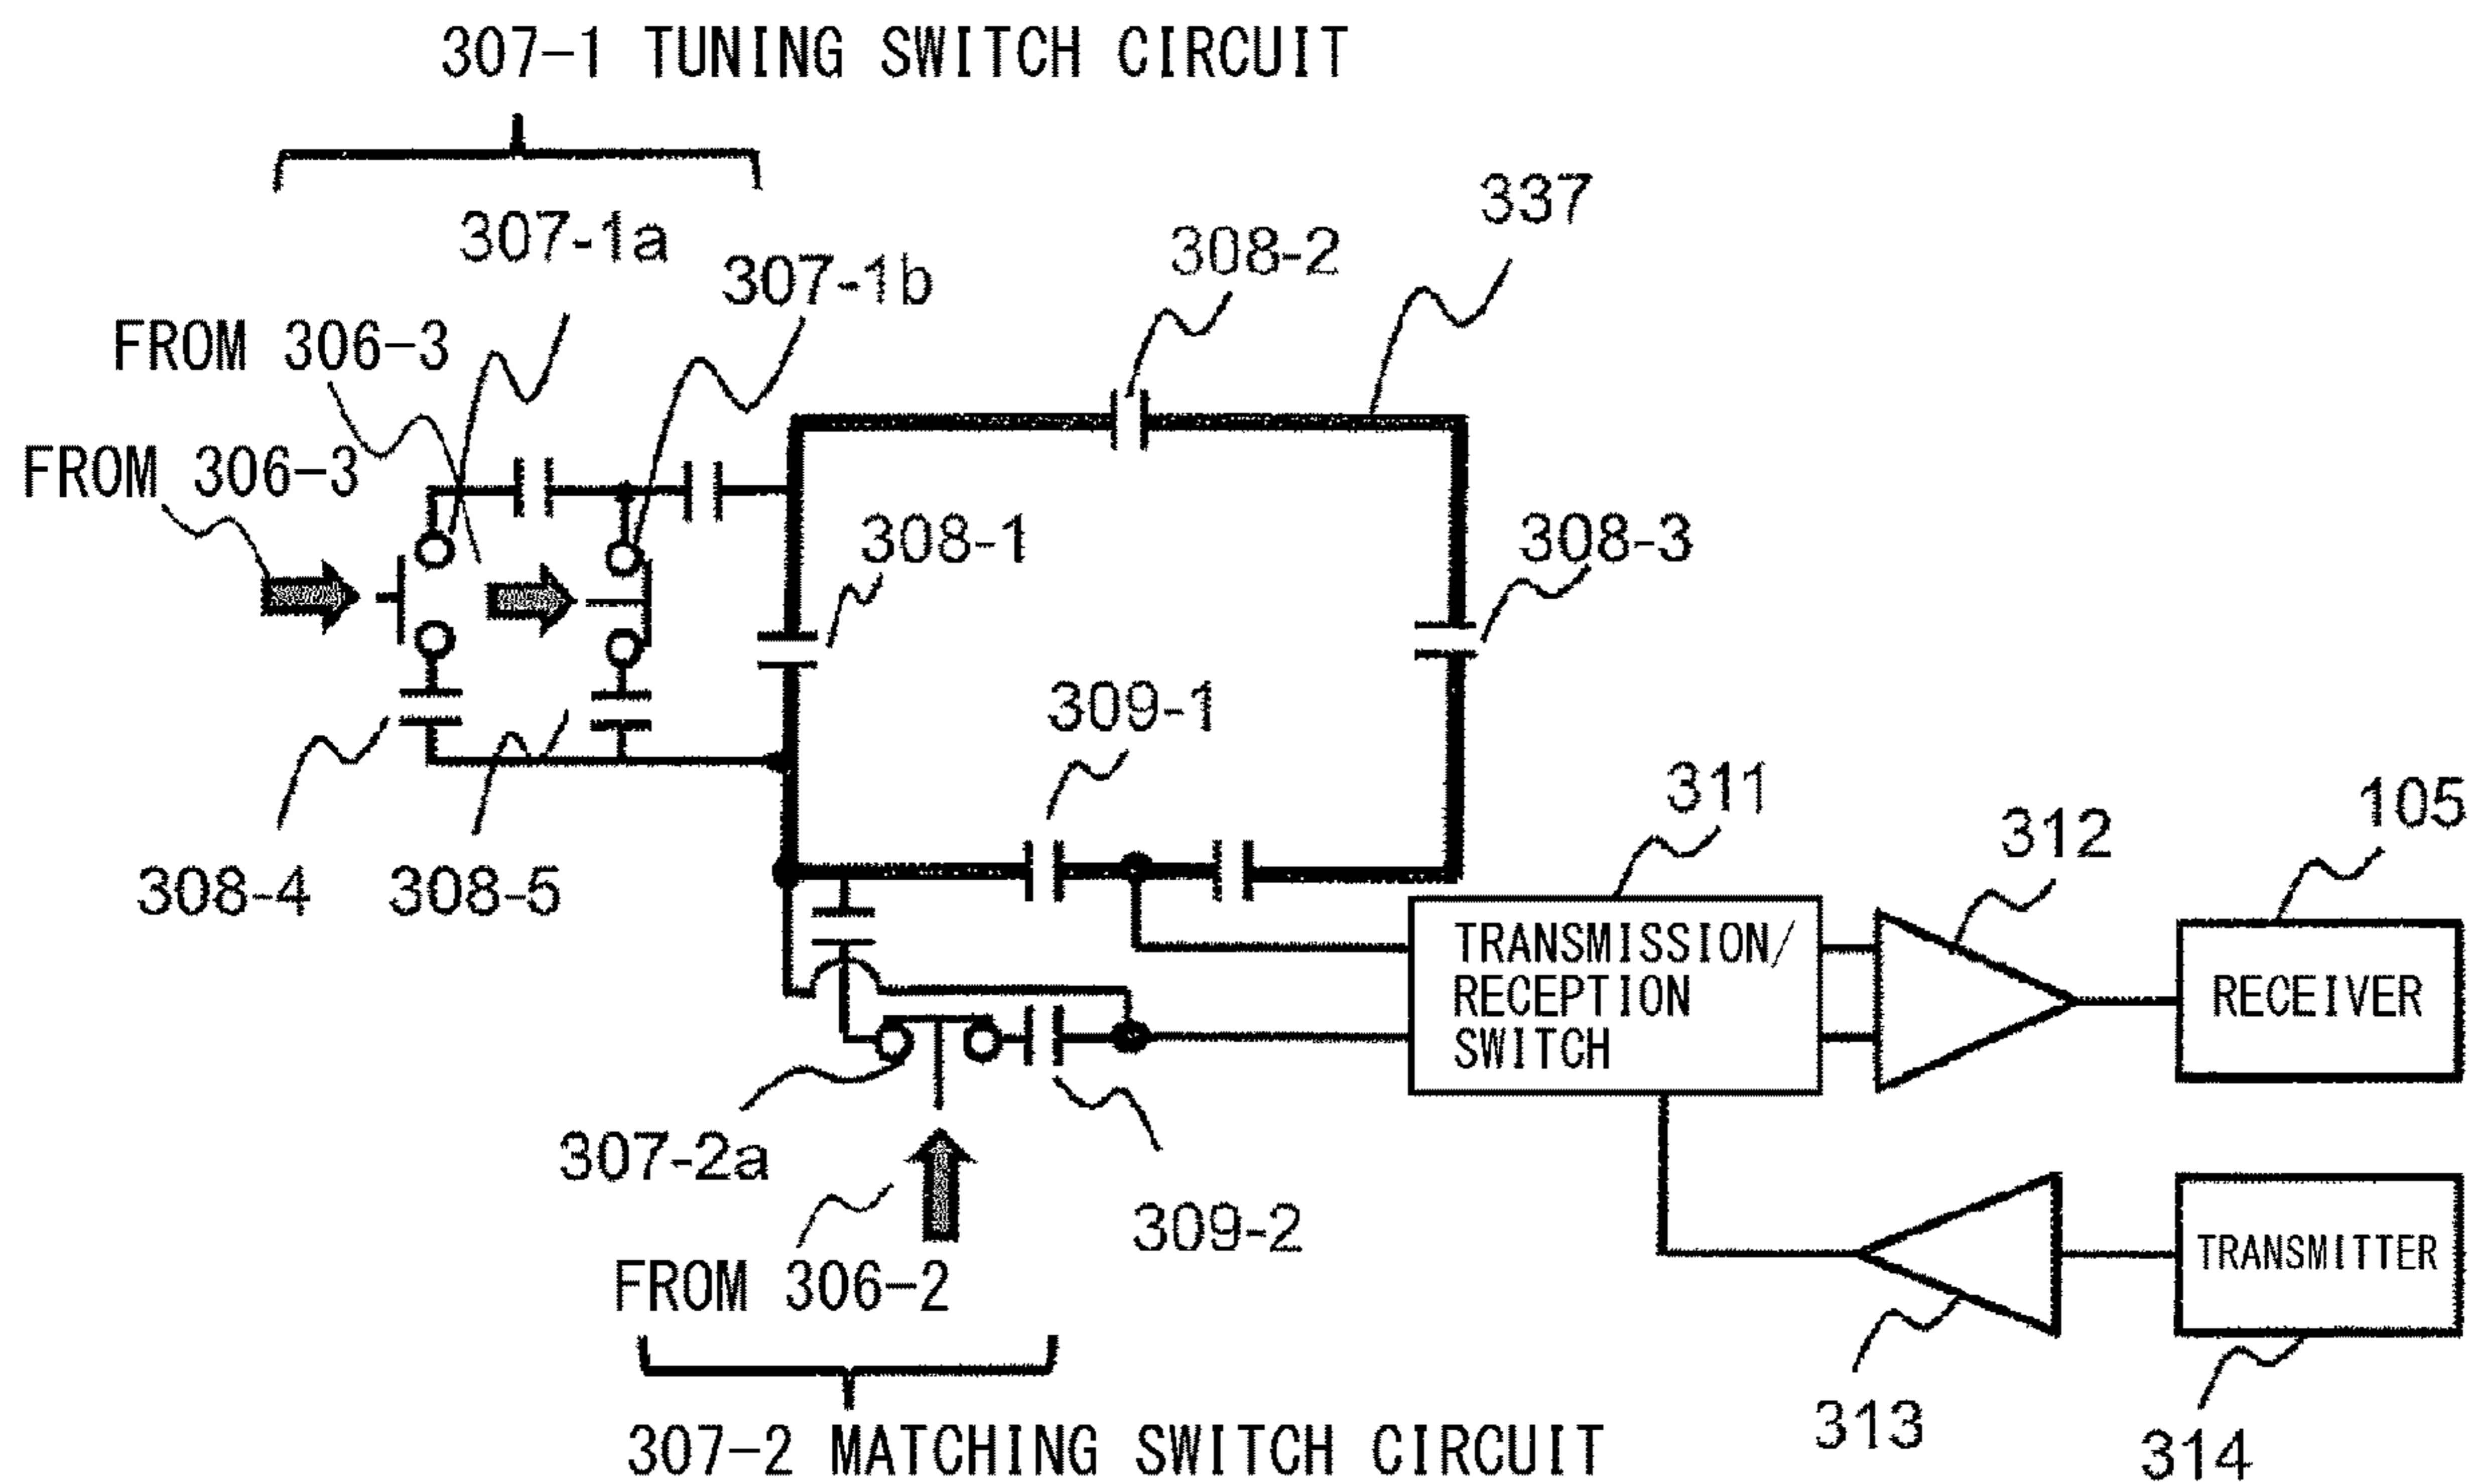 307-1 TUNING SWITCH CIRCUIT
337
307-1a
308-2
307-1b
FROM 306-3
FROM 306-3
308-1
308-3
309-1
311
105
312
308-4
308-5
TRANSMISSION/
RECEPTION
SWITCH
RECEIVER
307-2a
309-2
TRANSMITTER
FROM 306-2
313
314
307-2 MATCHING SWITCH CIRCUIT